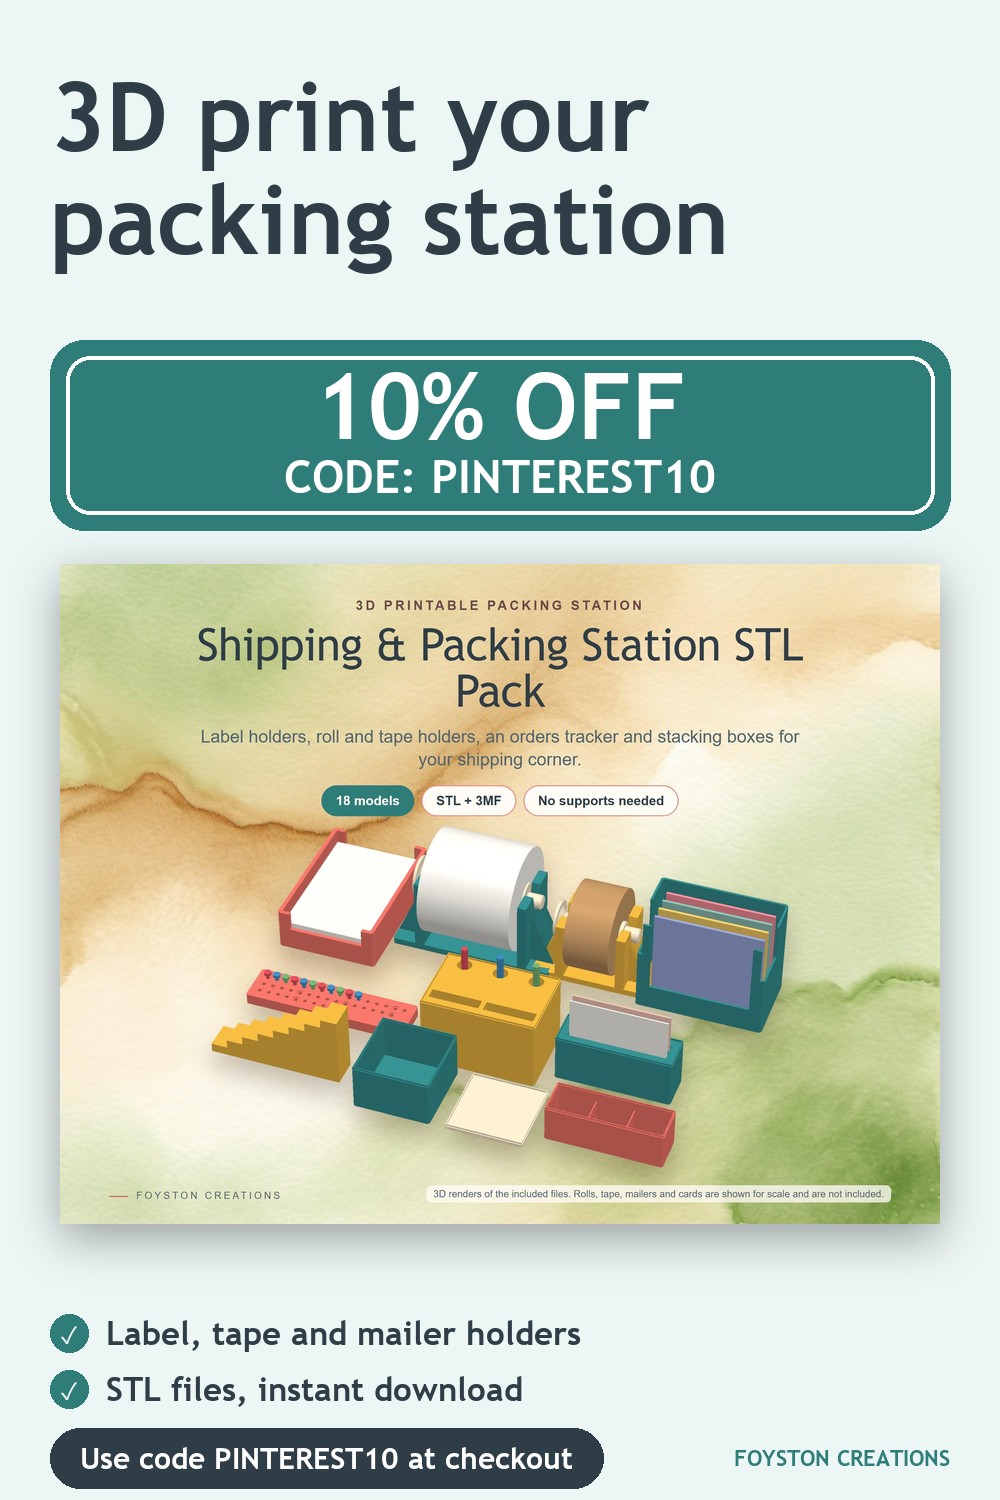 3D print your
packing station
10% OFF
CODE: PINTEREST10
3D PRINTABLE PACKING STATION
Shipping & Packing Station STL
Pack
Label holders, roll and tape holders, an orders tracker and stacking boxes for
your shipping corner.
18 models
STL + 3MF
No supports needed
FOYSTON CREATIONS
3D renders of the included files. Rolls, tape, mailers and cards are shown for scale and are not included.
Label, tape and mailer holders
STL files, instant download
Use code PINTEREST10 at checkout
FOYSTON CREATIONS